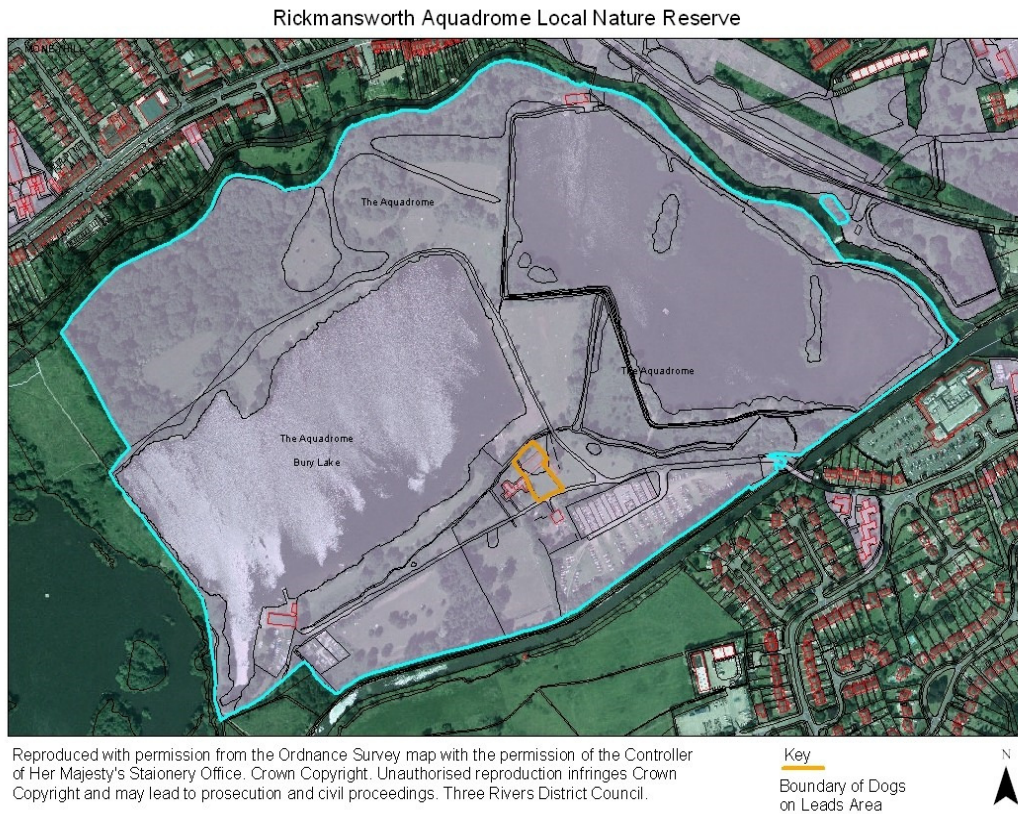 Rickmansworth Aquadrome Local Nature Reserve
MONEYHILL
The Aquadrome
The Aquadrome
The Aquadrome
Bury Lake
Reproduced with permission from the Ordnance Survey map with the permission of the Controller
of Her Majesty's Staionery Office. Crown Copyright. Unauthorised reproduction infringes Crown
Copyright and may lead to prosecution and civil proceedings. Three Rivers District Council.
Key
Boundary of Dogs
on Leads Area
N